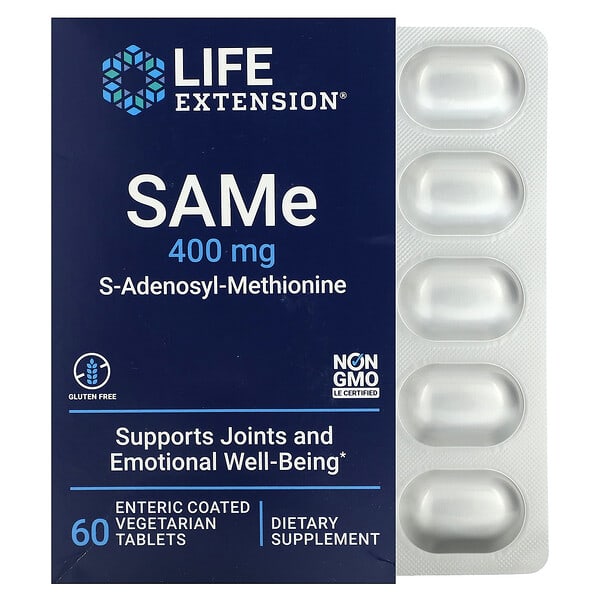 LIFE
EXTENSION®
SAMe
400 mg
S-Adenosyl-Methionine
GLUTEN FREE
NON
GMO
LE CERTIFIED
Supports Joints and
Emotional Well-Being*
60 ENTERIC COATED
VEGETARIAN
TABLETS
DIETARY
SUPPLEMENT